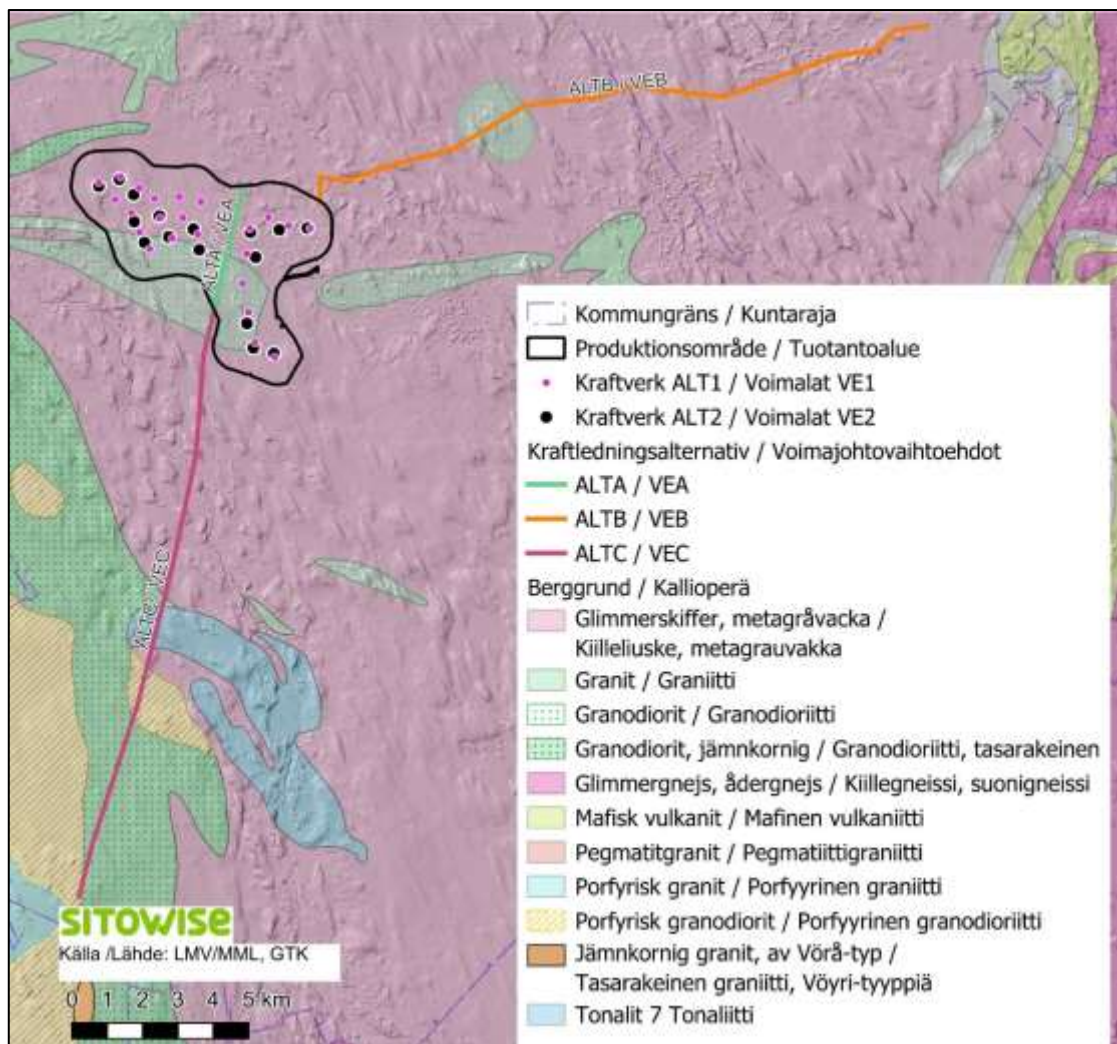 ALTB / VEB
ALTA / VEA
ALTC / VEC
Kommungräns / Kuntaraja
Produktionsområde / Tuotantoalue
Kraftverk ALT1 / Voimalat VE1
Kraftverk ALT2 / Voimalat VE2
Kraftledningsalternativ / Voimajohtovaihtoehdot
ALTA / VEA
ALTB / VEB
ALTC / VEC
Berggrund / Kallioperä
Glimmerskiffer, metagråvacka /
Kiilleliuske, metagrauvakka
Granit / Graniitti
Granodiorit / Granodioriitti
Granodiorit, jämnkornig / Granodioriitti, tasarakeinen
Glimmergnejs, ådergnejs / Kiillegneissi, suonigneissi
Mafisk vulkanit / Mafinen vulkaniitti
Pegmatitgranit / Pegmatiittigraniitti
Porfyrisk granit / Porfyyrinen graniitti
Porfyrisk granodiorit / Porfyyrinen granodioriitti
Jämnkornig granit, av Vörå-typ /
Tasarakeinen graniitti, Vöyri-tyyppiä
Tonalit 7 Tonaliitti
SITOWISE
Källa /Lähde: LMV/MML, GTK
0 1 2 3 4 5 km